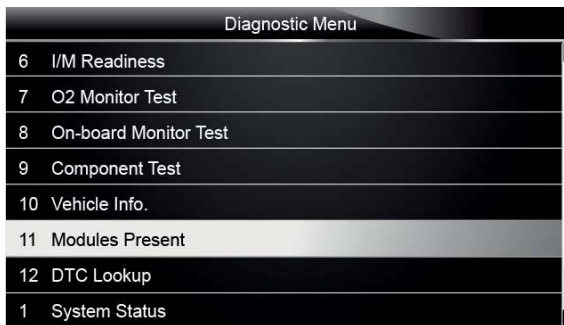 Diagnostic Menu
6 I/M Readiness
7 O2 Monitor Test
8 On-board Monitor Test
9 Component Test
10 Vehicle Info.
11 Modules Present
12 DTC Lookup
1 System Status